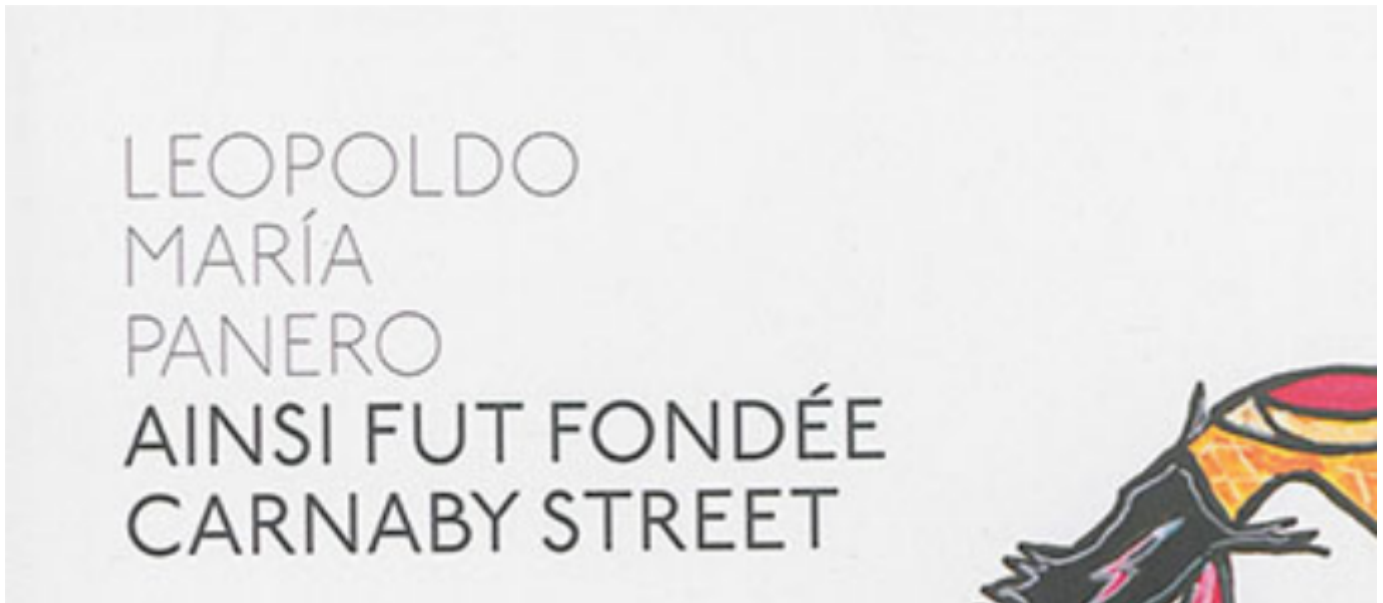 LEOPOLDO
MARÍA
PANERO
AINSI FUT FONDÉE
CARNABY STREET